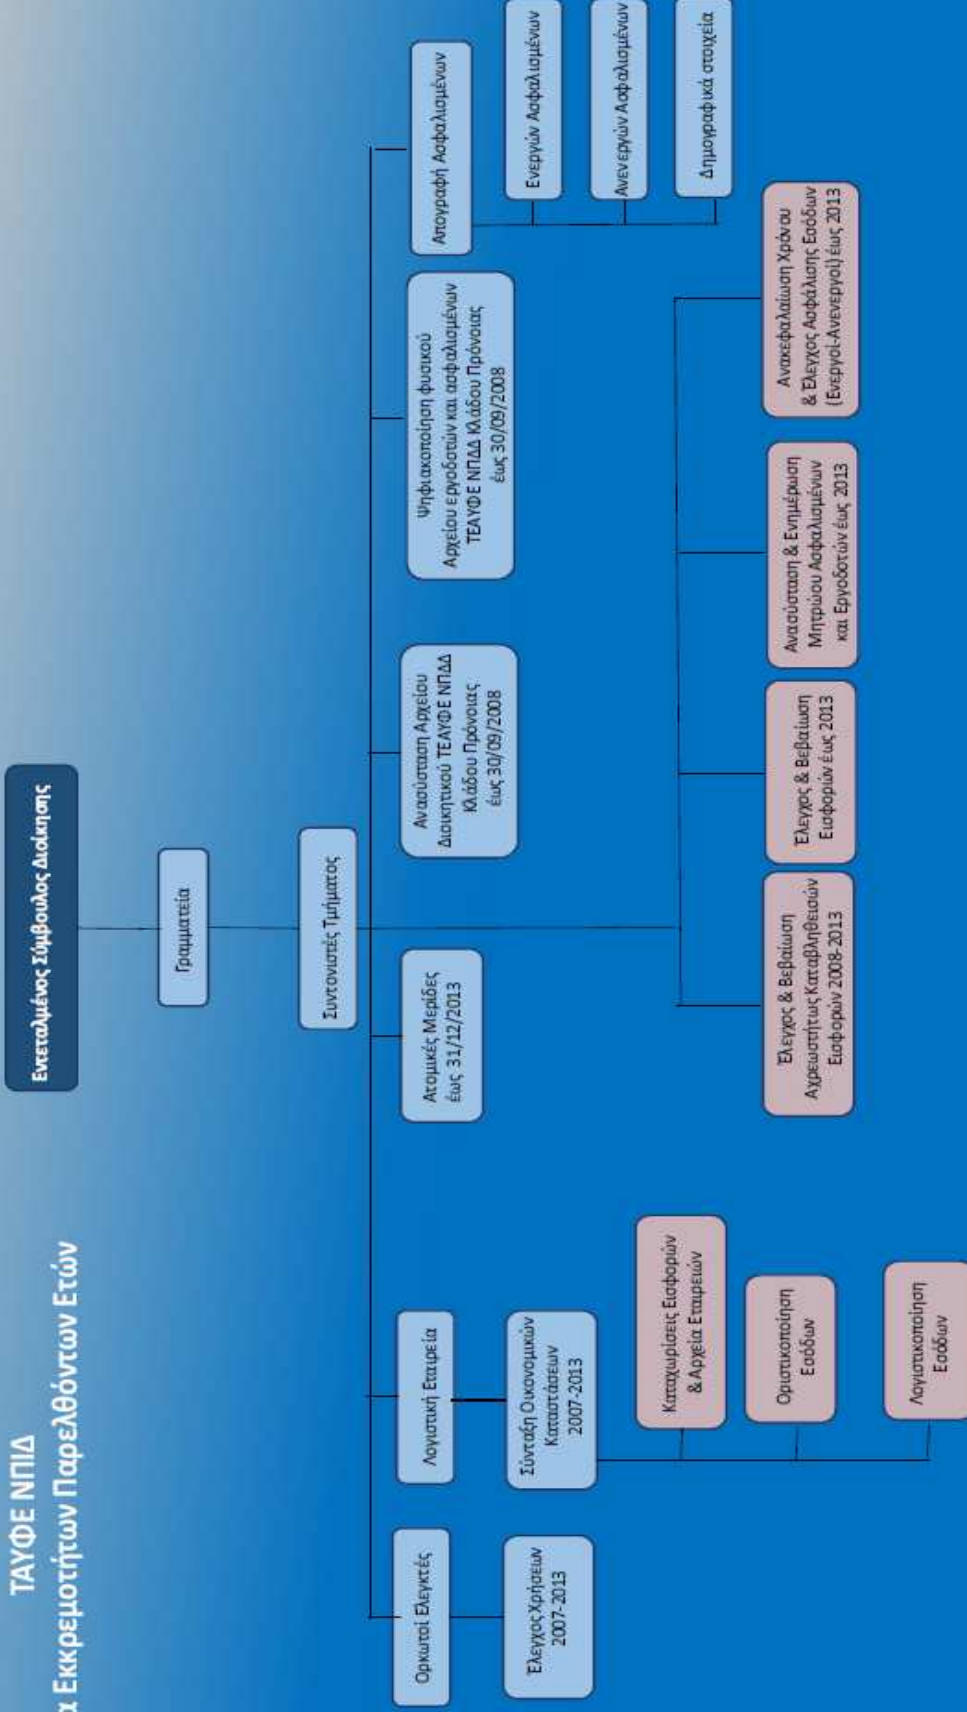 ΤΑΥΦΕ ΝΠΙΔ
Εκκρεμοτήτων Παρελθόντων Ετών
Εντεταλμένος Σύμβουλος Διοίκησης
Γραμματεία
Συντονιστές Τμήματος
Ορκωτοί Ελεγκτές
Έλεγχος Χρήσεων
2007-2013
Λογιστική Εταιρεία
Σύνταξη Οικονομικών
Καταστάσεων
2007-2013
Καταχωρίσεις Εισφορών
& Αρχεία Εταιρειών
Οριστικοποίηση
Εσόδων
Λογιστικοποίηση
Εσόδων
Ατομικές Μερίδες
έως 31/12/2013
Ανασύσταση Αρχείου
Διοικητικού ΤΕΑΥΦΕ ΝΠΔΔ
Κλάδου Πρόνοιας
έως 30/09/2008
Ψηφιακοποίηση φυσικού
Αρχείου εργοδοτών και ασφαλισμένων
ΤΕΑΥΦΕ ΝΠΔΔ Κλάδου Πρόνοιας
έως 30/09/2008
Απογραφή Ασφαλισμένων
Ενεργών Ασφαλισμένων
Ανενεργών Ασφαλισμένων
Δημογραφικά στοιχεία
Έλεγχος & Βεβαίωση
Αχρεωστήτως Καταβληθεισών
Εισφορών 2008-2013
Έλεγχος & Βεβαίωση
Εισφορών έως 2013
Ανασύσταση & Ενημέρωση
Μητρώου Ασφαλισμένων
και Εργοδοτών έως 2013
Ανακεφαλαίωση Χρόνου
& Έλεγχος Ασφάλισης Εσόδων
(Ενεργοί-Ανενεργοί) έως 2013